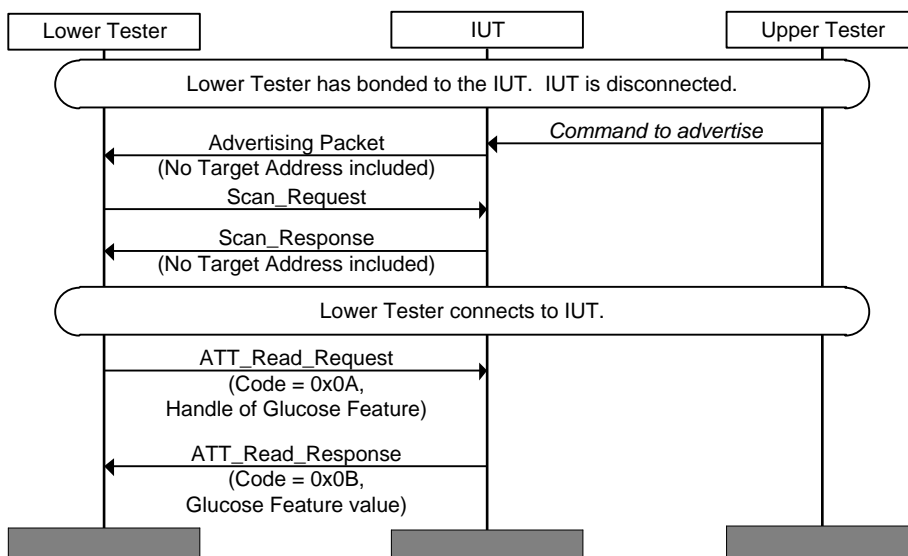 Lower Tester
IUT
Upper Tester
Lower Tester has bonded to the IUT.  IUT is disconnected.
Command to advertise
Advertising Packet
(No Target Address included)
Scan_Request
Scan_Response
(No Target Address included)
Lower Tester connects to IUT.
ATT_Read_Request
(Code = 0x0A,
Handle of Glucose Feature)
ATT_Read_Response
(Code = 0x0B,
Glucose Feature value)